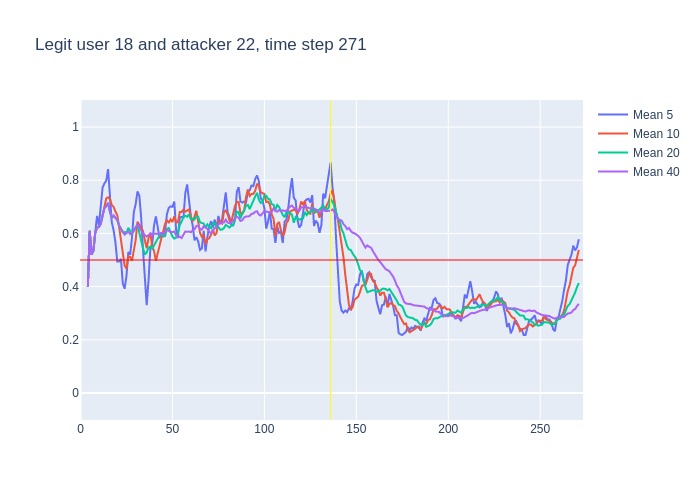 Legit user 18 and attacker 22, time step 271
Mean 5
Mean 10
Mean 20
Mean 40
1
0.8
0.6
0.4
0.2
0
0 50 100 150 200 250